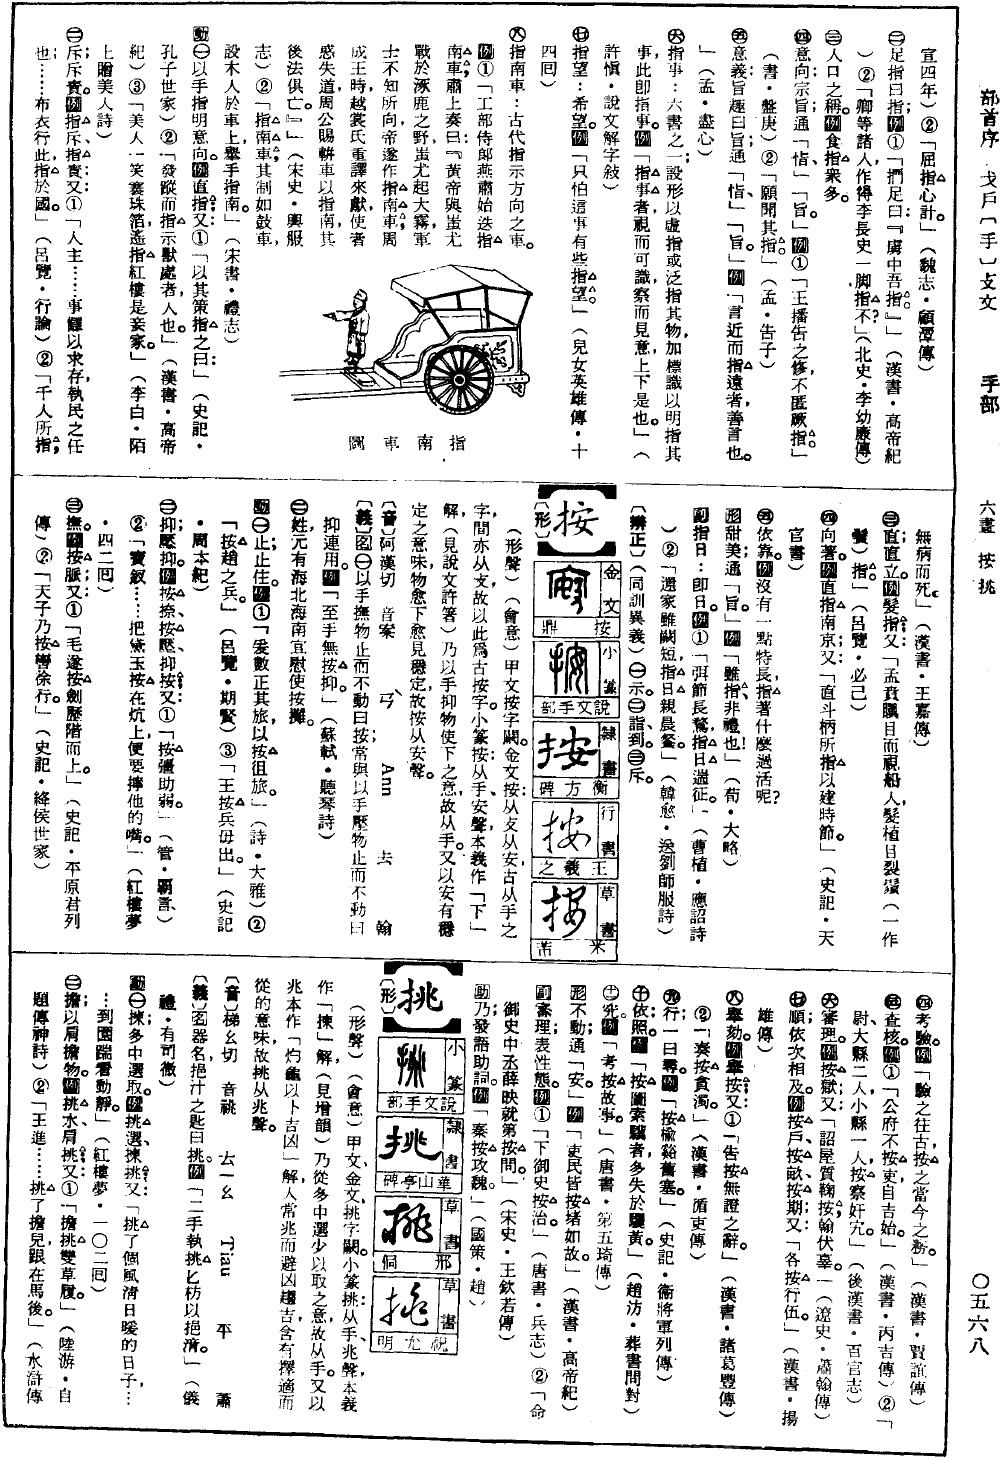 部首序 戈戶〔手〕攴文 手部 六畫 按挑 〇五六八
宣四年）②「屈指心計。」（魏志・顧潭傳）
㊁足指曰指；例①「捫足曰：『虜中吾指。』」（漢書・高帝紀
）②「卿等諸人，作得李長史一脚指不？」（北史・李幼廉傳）
㊂人口之稱。例食指衆多。
㊃意向宗旨；通「恉」、「旨」。例①「王播告之修，不匿厥指。」
（書・盤庚）②「願聞其指。」（孟・告子）
㊄意義旨趣曰旨；通「恉」、「旨」。例「言近而指遠者，善言也。
」（孟・盡心）
㊅指事：六書之一，設形以虛指或泛指其物，加標識以明指其
事，此即指事。例「指事者，視而可識，察而見意，上下是也。」（
許愼・說文解字敍）
㊆指望：希望。例「只怕這事有些指望。」（兒女英雄傳・十
四回）
㊇指南車：古代指示方向之車。
例①「工部侍郞燕肅始造指
南車，肅上奏曰：『黃帝與蚩尤
戰於涿鹿之野，蚩尤起大霧，軍
士不知所向，帝遂作指南車；周
成王時，越裳氏重譯來獻，使者
惑失道，周公賜軿車以指南；其
後法俱亡。』」（宋史・輿服
志）②「指南車，其制如鼓車，
設木人於車上，舉手指南。」（宋書・禮志）
指南車圖
動㊀以手指明意向。例直指；又①「以其策指之曰：」（史記・
孔子世家）②「發蹤而指示獸處者，人也。」（漢書・高帝
紀）③「美人一笑褰珠箔，遙指紅樓是妾家。」（李白・陌
上贈美人詩）
㊁斥；斥責。例指斥、指責；又①「人主……事讎以求存，執民之任
也……布衣行此，指於國。」（呂覽・行論）②「千人所指，
無病而死。」（漢書・王嘉傳）
㊂直；直立。例髮指；又「孟賁瞋目而視船人，髮植目裂鬢（一作
鬢）指。」（呂覽・必己）
㊃向著。例直指南京；又「直斗柄所指，以建時節。」（史記・天
官書）
㊄依靠。例沒有一點特長，指著什麼過活呢？
形甜美；通「旨」。例「雖指，非禮也！」（荀・大略）
副指日：卽日。例①「弭節長騖，指日遄征。」（曹植・應詔詩
）②「還家雖闕短，指日親晨餐。」（韓愈・送劉師服詩）
〔辨正〕（同訓異義）㊀示。㊁詣；到。㊂斥。
按
〔形〕
金文 按鼎
小篆 說文手部
隸書 衡方碑
行書 王羲之
草書 米芾
（形聲）（會意）甲文按字闕。金文按：从攴从安，古从手之
字，間亦从攴，故以此爲古按字。小篆按：从手、安聲，本義作「下」
解，（見說文許箸）乃以手抑物使下之意，故从手。又以安有穩
定之意味，物愈下愈見穩定，故按从安聲。
〔音〕阿漢切 音案 ㄢˋ Ann 去 翰
〔義〕名㊀以手撫物止而不動曰按；常與以手壓物止而不動曰
抑連用。例「至手無按抑。」（蘇軾・聽琴詩）
㊁姓，元有海北海南宜慰使按攤。
動㊀止；止住。例①「爰整其旅，以按徂旅。」（詩・大雅）②
「按趙之兵。」（呂覽・期賢）③「王按兵毋出。」（史記
・周本紀）
㊁抑壓；抑。例按捺、按壓、抑按；又①「按彊助弱。」（管・霸言）
②「寶釵……把黛玉按在炕上，便要擰他的嘴。」（紅樓夢
・四二回）
㊂撫。例按脈；又①「毛遂按劍歷階而上。」（史記・平原君列
傳）②「天子乃按轡徐行。」（史記・絳侯世家）
㊃考驗。例「驗之往古，按之當今之務。」（漢書・賈誼傳）
㊄查核。例①「公府不按吏自吉始。」（漢書・丙吉傳）②「
尉大縣二人，小縣一人，按察奸宄。」（後漢書・百官志）
㊅審理。例按獄；又「詔屋質鞠按，翰伏辜。」（遼史・蕭翰傳）
㊆順依次相及。例按戶、按畝、按期；又「各按行伍。」（漢書・揚
雄傳）
㊇擧劾。例擧按；又①「告按無證之辭。」（漢書・諸葛豐傳）
②「奏按貪濁。」（漢書・循吏傳）
㊈行；一曰尋。例「按榆谿舊塞。」（史記・衞將軍列傳）
㊉依照。例「按圖索驥者多失於驪黃。」（趙汸・葬書問對）
㈩㊀死。例「考按故事。」（唐書・第五琦傳）
形不動；通「安」。例「吏民皆按堵如故。」（漢書・高帝紀）
副審理；表性態。例①「下御史按治。」（唐書・兵志）②「命
御史中丞薛映就第按問。」（宋史・王欽若傳）
助乃；發語助詞。例「秦按攻魏。」（國策・趙）
挑
〔形〕
小篆 說文手部
隸書 華山亭碑
草書 邢侗
草書 祝允明
（形聲）（會意）甲文、金文挑字闕。小篆挑：从手、兆聲，本義
作「揀」解，（見增韻）乃從多中選少以取之意，故从手。又以
兆本作「灼龜以卜吉凶」解，人常兆而避凶趨吉，含有擇適而
從的意味，故挑从兆聲。
〔音〕梯幺切 音祧 ㄊㄧㄠ Tiau 平 蕭
〔義〕名器名，挹汁之匙曰挑。例「二手執挑匕枋以挹湆。」（儀
禮・有司徹）
動㊀揀；多中選取。例挑選、揀挑；又「挑了個風淸日暖的日子，…
…到園瑞看動靜。」（紅樓夢・一〇二回）
㊁擔；以肩擔物。例挑水、肩挑；又①「擔挑雙草履。」（陸游・自
題傳神詩）②「王進……挑了擔兒，跟在馬後。」（水滸傳